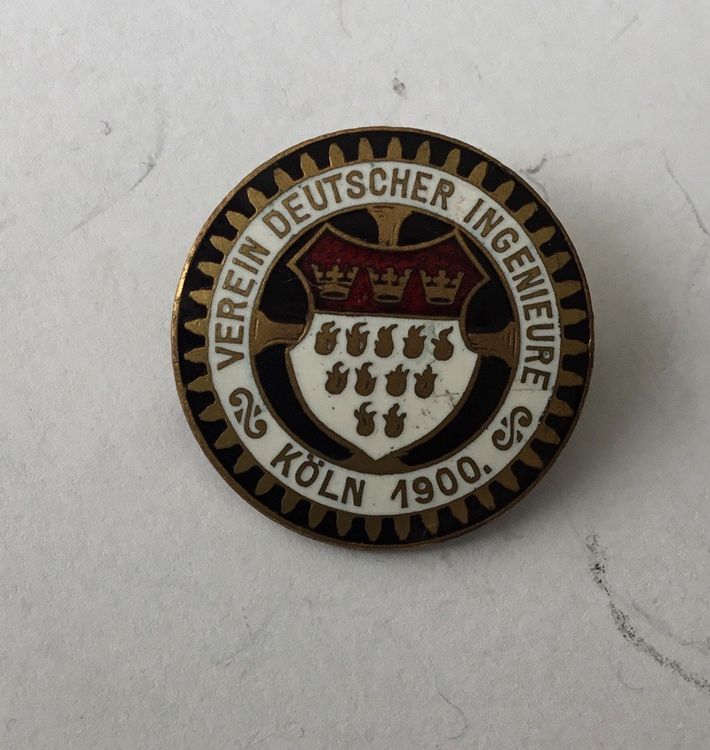 VEREIN DEUTSCHER INGENIEURE
KÖLN 1900.